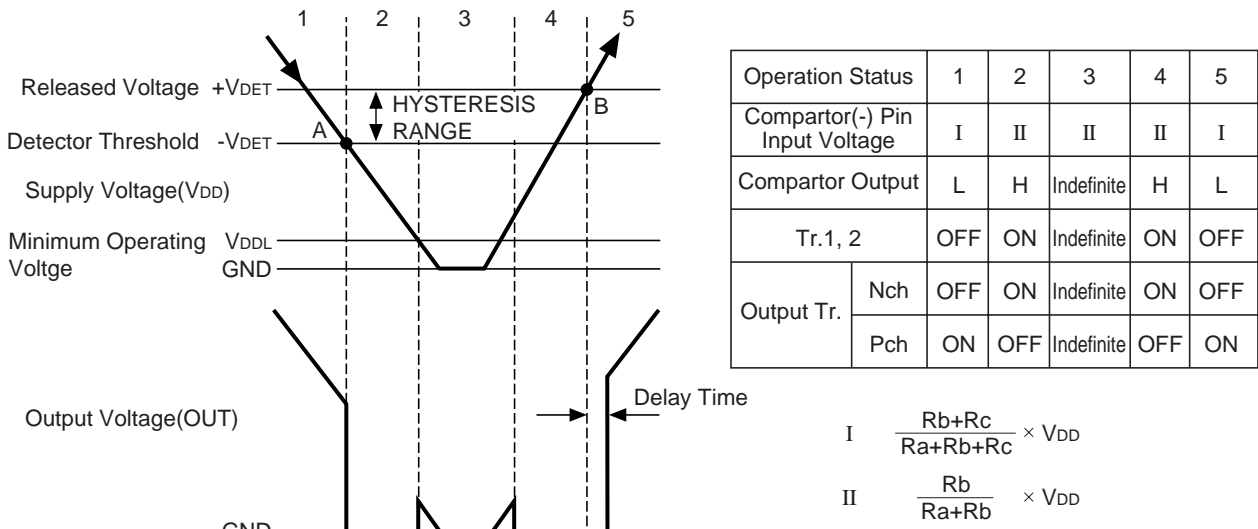 1 2 3 4 5
Released Voltage +VDET
HYSTERESIS
RANGE
A
B
Detector Threshold -VDET
Supply Voltage(VDD)
Minimum Operating
Voltge
VDDL
GND
Output Voltage(OUT)
Delay Time
GND
Operation Status 1 2 3 4 5
Compartor(-) Pin
Input Voltage
I II II II I
Compartor Output L H Indefinite H L
Tr.1, 2 OFF ON Indefinite ON OFF
Output Tr.
Nch OFF ON Indefinite ON OFF
Pch ON OFF Indefinite OFF ON
I
Rb+Rc
Ra+Rb+Rc
× VDD
II
Rb
Ra+Rb
× VDD